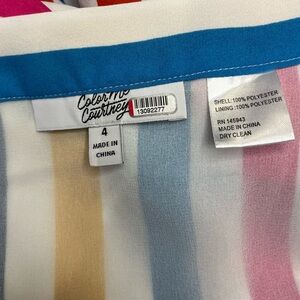 Color Me
Courtney
13092277
4
MADE IN
CHINA
SHELL: 100% POLYESTER
LINING: 100% POLYESTER
RN 145943
MADE IN CHINA
DRY CLEAN